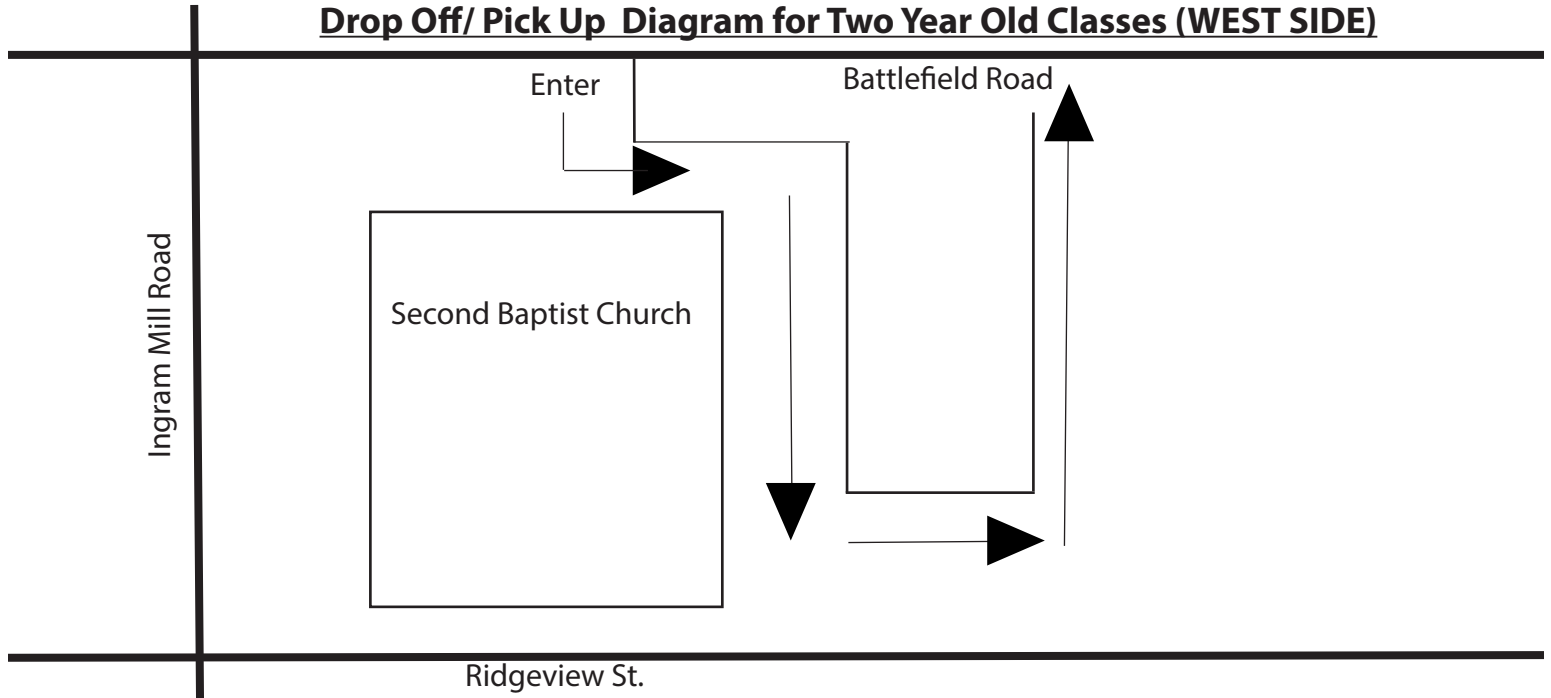 Drop Off/ Pick Up  Diagram for Two Year Old Classes (WEST SIDE)
Enter
Battlefield Road
Ingram Mill Road
Second Baptist Church
Ridgeview St.